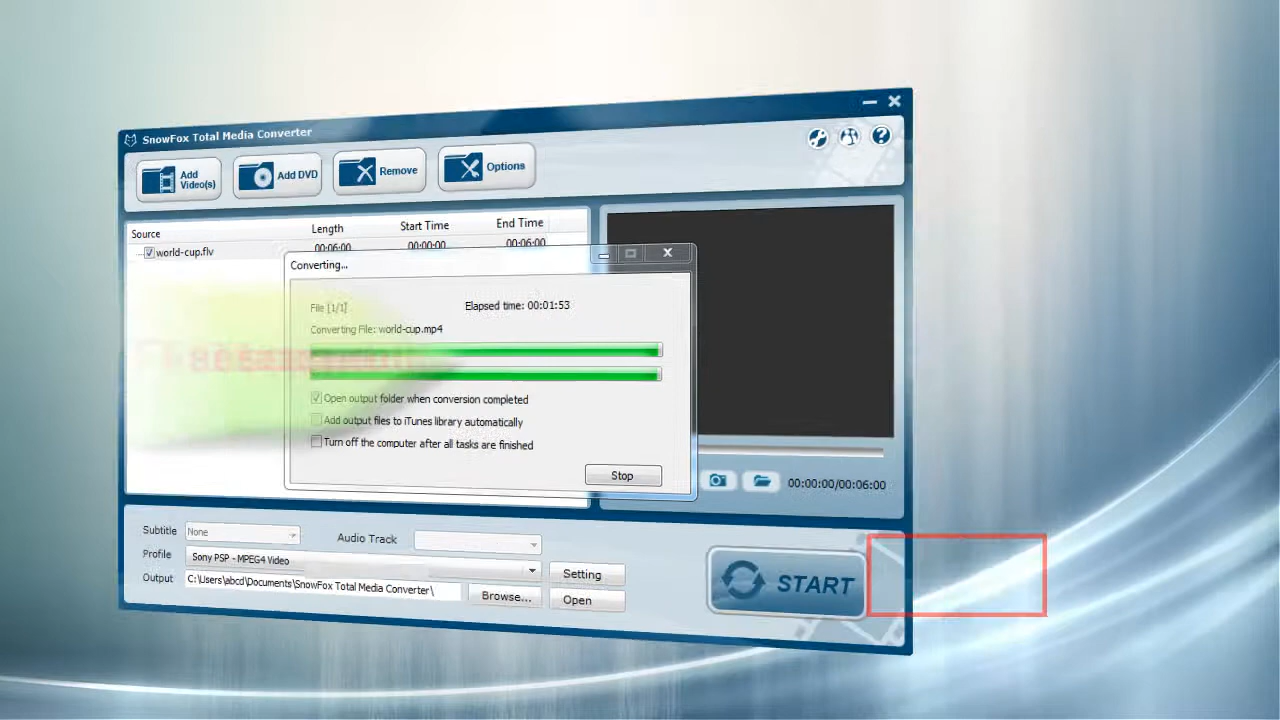 SnowFox Total Media Converter
Add Video(s)
Add DVD
Remove
Options
Source Length Start Time End Time
world-cup.flv 00:06:00 00:00:00 00:06:00
Converting...
File [1/1] Elapsed time: 00:01:53
Converting File: world-cup.mp4
Open output folder when conversion completed
Add output files to iTunes library automatically
Turn off the computer after all tasks are finished
Stop
00:00:00/00:06:00
Subtitle None Audio Track
Profile Sony PSP - MPEG4 Video Setting
Output C:\Users\abcd\Documents\SnowFox Total Media Converter\ Browse... Open
START